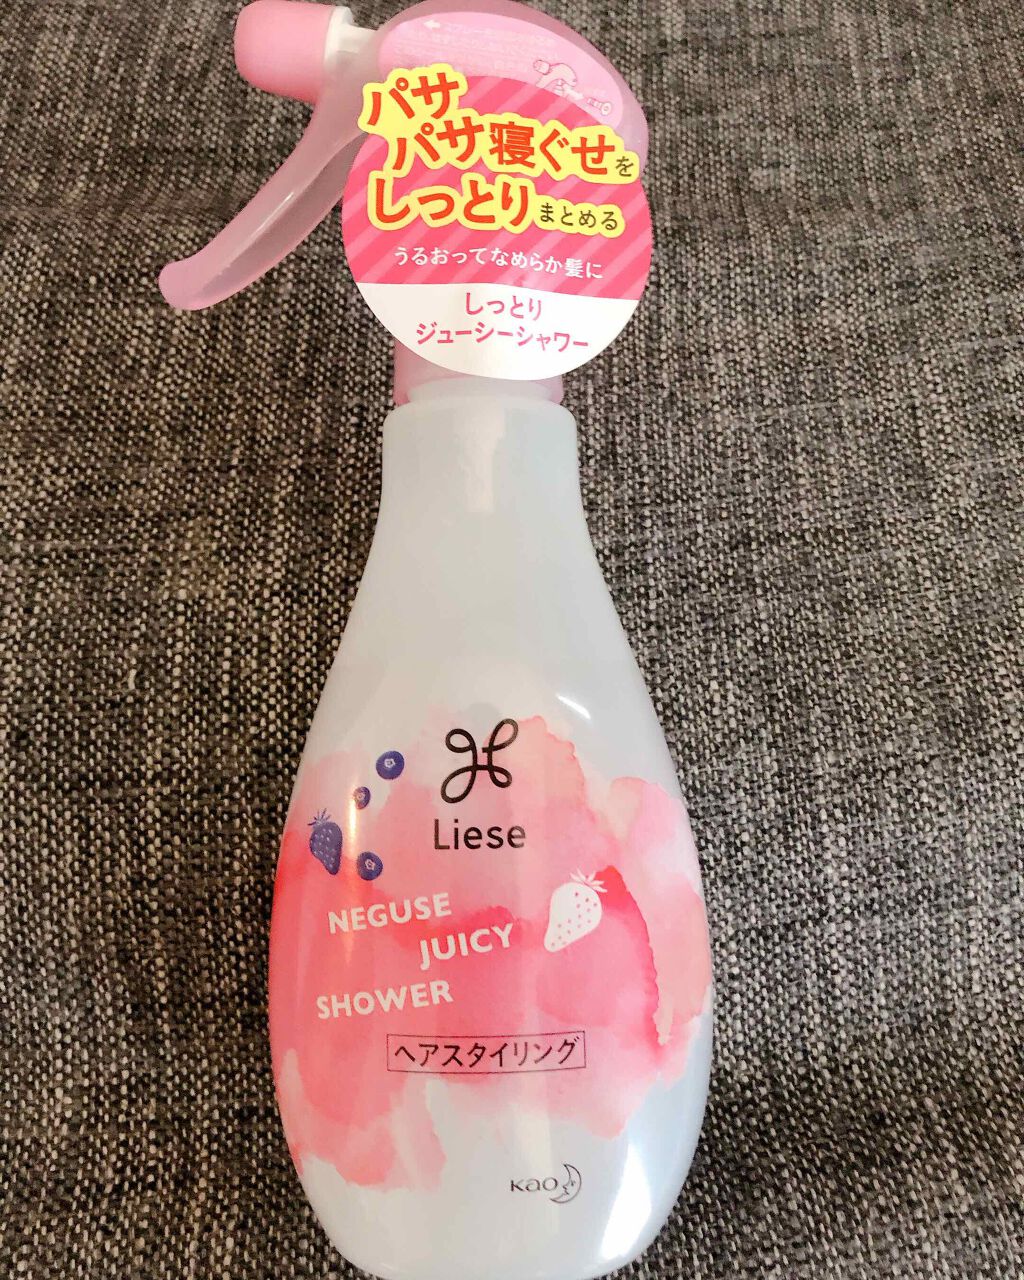 パサ
パサ寝ぐせを
しっとりまとめる
うるおってなめらか髪に
しっとり
ジューシーシャワー
Liese
NEGUSE
JUICY
SHOWER
ヘアスタイリング
Kao